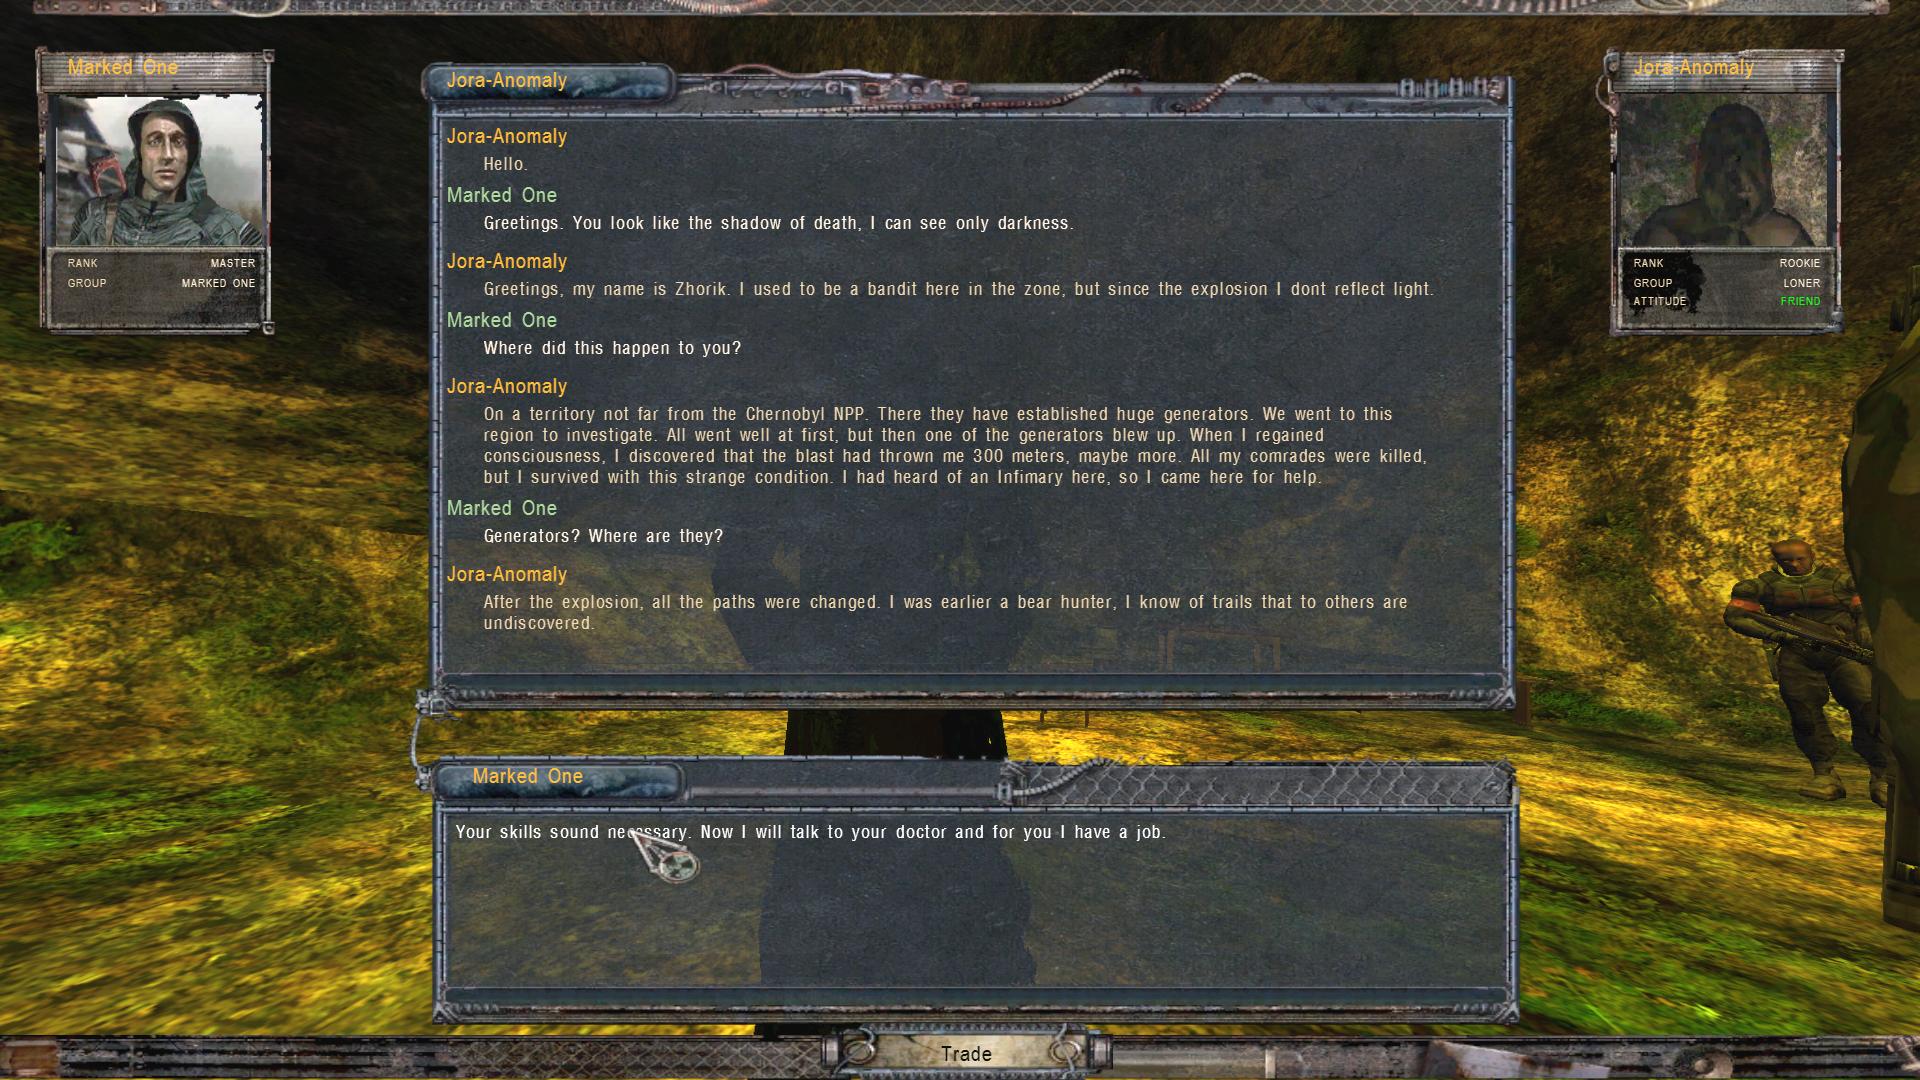 Marked One
Jora-Anomaly
Jora-Anomaly
RANK MASTER
GROUP MARKED ONE
RANK ROOKIE
GROUP LONER
ATTITUDE FRIEND
Jora-Anomaly
Hello.
Marked One
Greetings. You look like the shadow of death, I can see only darkness.
Jora-Anomaly
Greetings, my name is Zhorik. I used to be a bandit here in the zone, but since the explosion I dont reflect light.
Marked One
Where did this happen to you?
Jora-Anomaly
On a territory not far from the Chernobyl NPP. There they have established huge generators. We went to this
region to investigate. All went well at first, but then one of the generators blew up. When I regained
consciousness, I discovered that the blast had thrown me 300 meters, maybe more. All my comrades were killed,
but I survived with this strange condition. I had heard of an Infimary here, so I came here for help.
Marked One
Generators? Where are they?
Jora-Anomaly
After the explosion, all the paths were changed. I was earlier a bear hunter, I know of trails that to others are
undiscovered.
Marked One
Your skills sound necessary. Now I will talk to your doctor and for you I have a job.
Trade